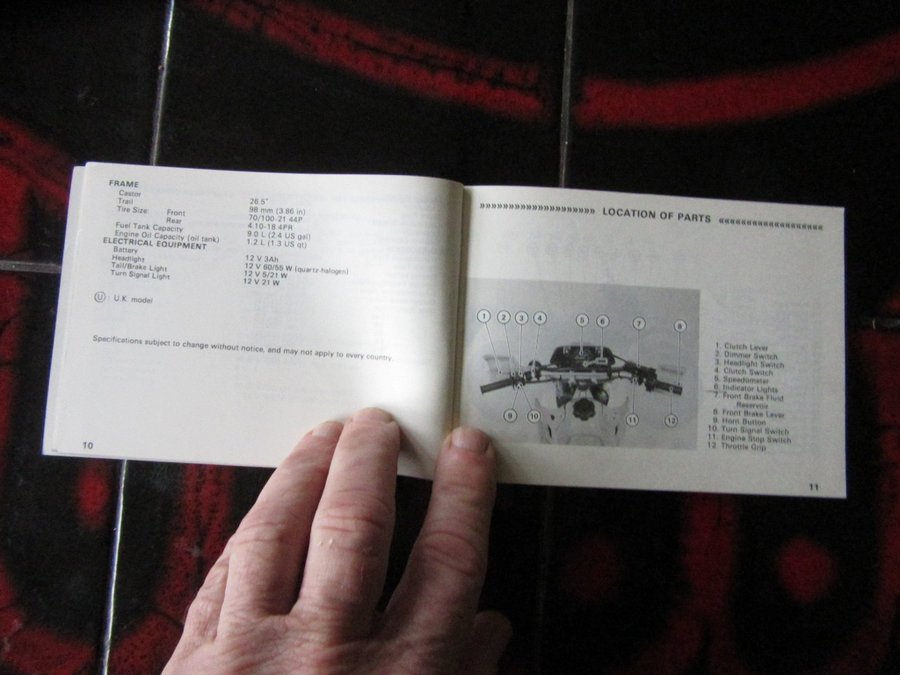 FRAME
Castor 26.5°
Trail 98 mm (3.86 in)
Tire Size: Front 70/100-21 44P
Rear 4.10-18.4PR
Fuel Tank Capacity 9.0 L (2.4 US gal)
Engine Oil Capacity (oil tank) 1.2 L (1.3 US qt)
ELECTRICAL EQUIPMENT
Battery 12 V 3Ah
Headlight 12 V 60/55 W (quartz-halogen)
Tail/Brake Light 12 V 5/21 W
Turn Signal Light 12 V 21 W
Ⓤ: U.K. model
Specifications subject to change without notice, and may not apply to every country.
10
»»»»»»»»»»»»»»»»»»»» LOCATION OF PARTS ««««««««««««««««««
1 2 3 4 5 6 7 8
9 10 11 12
1. Clutch Lever
2. Dimmer Switch
3. Headlight Switch
4. Clutch Switch
5. Speedometer
6. Indicator Lights
7. Front Brake Fluid
Reservoir
8. Front Brake Lever
9. Horn Button
10. Turn Signal Switch
11. Engine Stop Switch
12. Throttle Grip
11